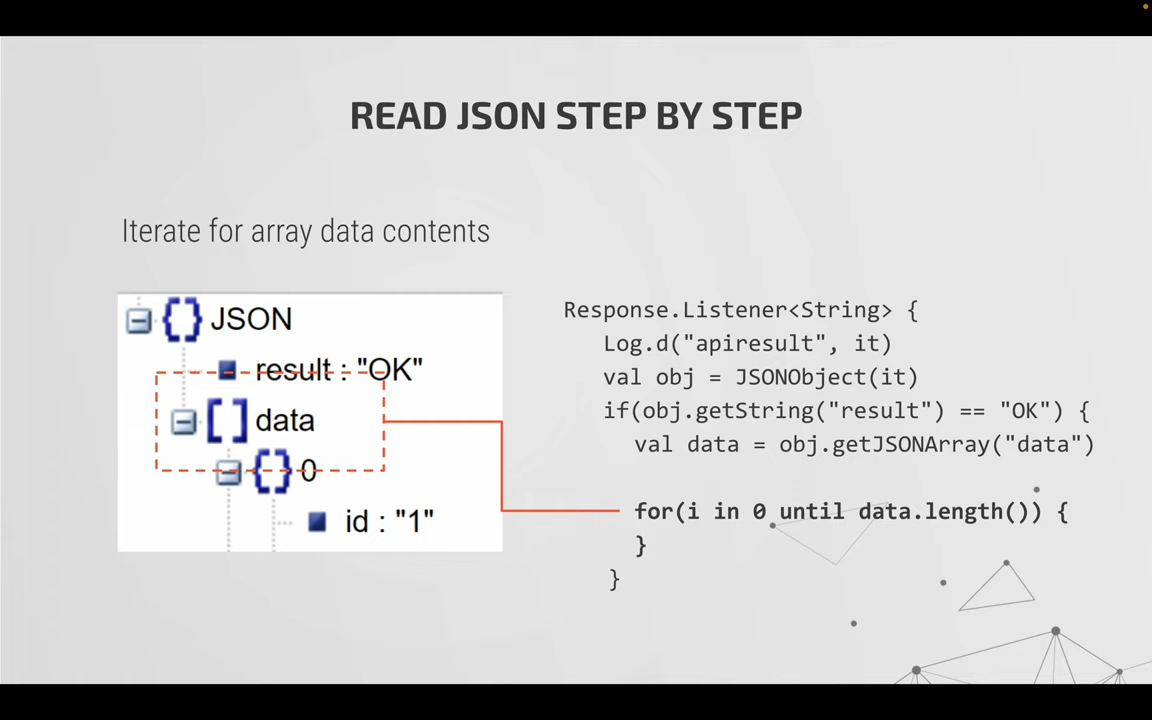 READ JSON STEP BY STEP
Iterate for array data contents
JSON
result : "OK"
data
0
id : "1"
Response.Listener<String> {
Log.d("apiresult", it)
val obj = JSONObject(it)
if(obj.getString("result") == "OK") {
val data = obj.getJSONArray("data")
for(i in 0 until data.length()) {
}
}